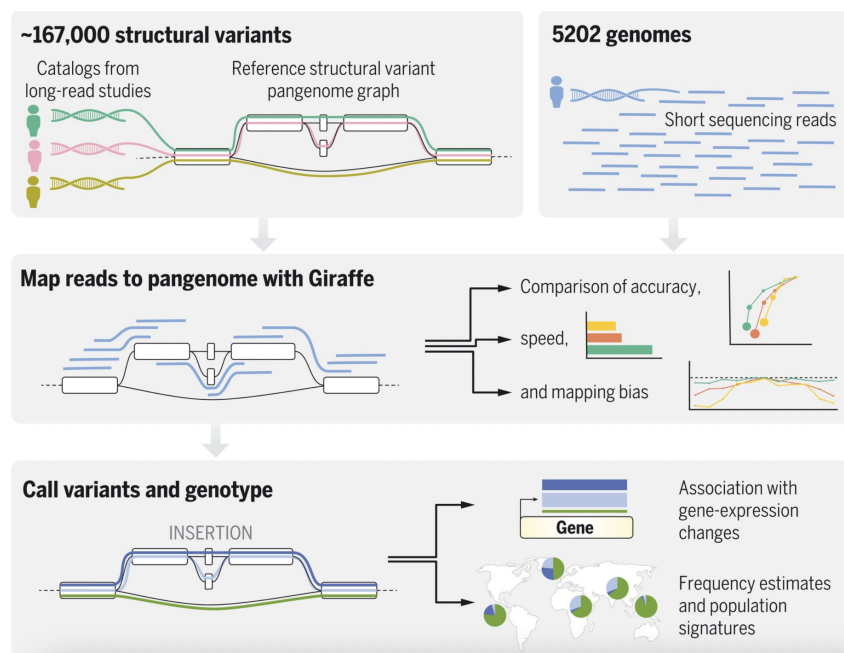 ~167,000 structural variants
Catalogs from
long-read studies
Reference structural variant
pangenome graph
5202 genomes
Short sequencing reads
Map reads to pangenome with Giraffe
Comparison of accuracy,
speed,
and mapping bias
Call variants and genotype
INSERTION
Gene
Association with
gene-expression
changes
Frequency estimates
and population
signatures